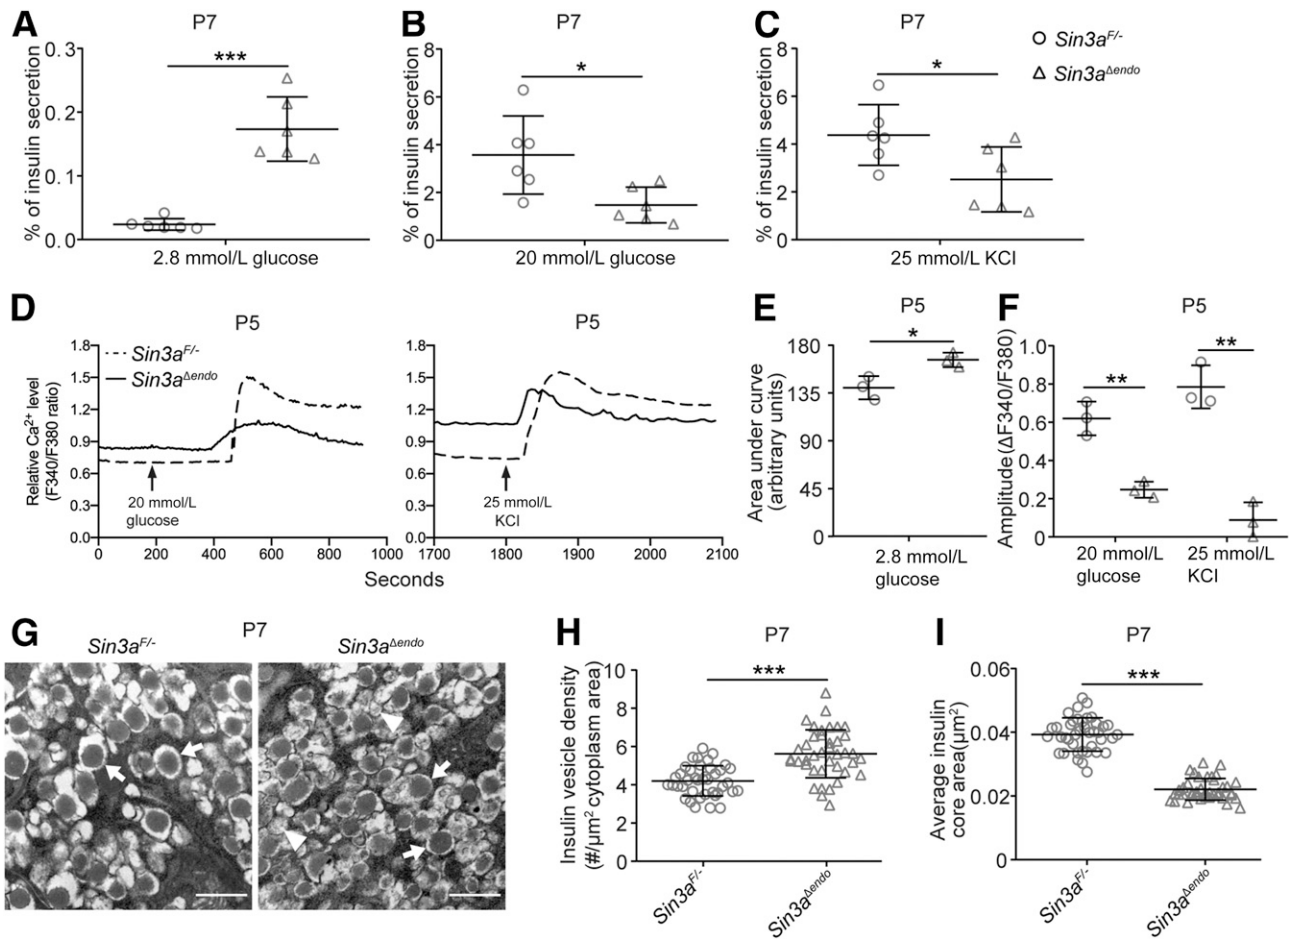 A
P7
% of insulin secretion
0.3
0.2
0.1
0.0
***
2.8 mmol/L glucose
B
P7
% of insulin secretion
8
6
4
2
0
*
20 mmol/L glucose
C
P7
% of insulin secretion
8
6
4
2
0
*
25 mmol/L KCl
Sin3aF/-
Sin3aΔendo
D
P5
Relative Ca2+ level
(F340/F380 ratio)
1.8
1.5
1.2
0.9
0.6
0.3
0.0
Sin3aF/-
Sin3aΔendo
20 mmol/L
glucose
0 200 400 600 800 1000
P5
1.8
1.5
1.2
0.9
0.6
0.3
0.0
25 mmol/L
KCl
1700 1800 1900 2000 2100
Seconds
E
P5
Area under curve
(arbitrary units)
180
135
90
45
0
*
2.8 mmol/L
glucose
F
P5
Amplitude(ΔF340/F380)
1.0
0.8
0.6
0.4
0.2
0
**
**
20 mmol/L
glucose
25 mmol/L
KCl
G
P7
Sin3aF/-
Sin3aΔendo
H
P7
Insulin vesicle density
(#/μm2 cytoplasm area)
10
8
6
4
2
0
***
Sin3aF/-
Sin3aΔendo
I
P7
Average insulin
core area(μm2)
0.06
0.04
0.02
0
***
Sin3aF/-
Sin3aΔendo